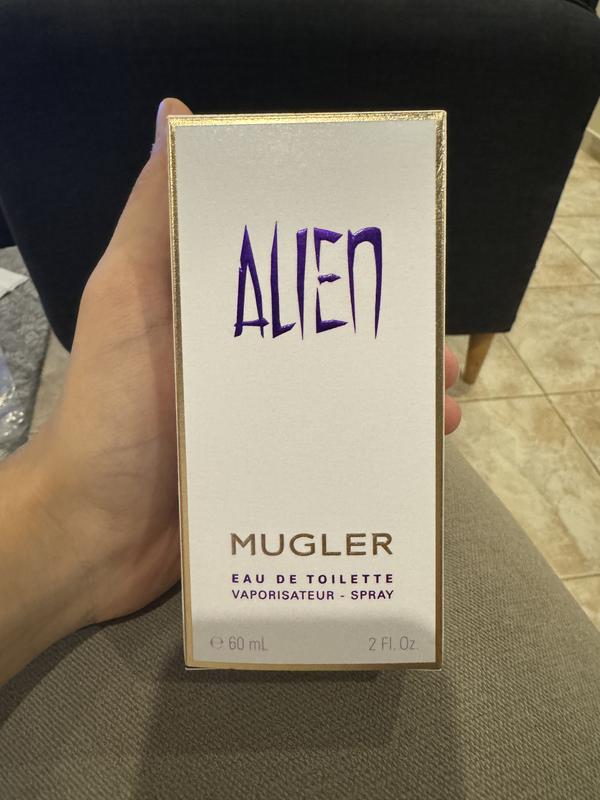 ALIEN
MUGLER
EAU DE TOILETTE
VAPORISATEUR - SPRAY
℮ 60 mL 2 Fl. Oz.